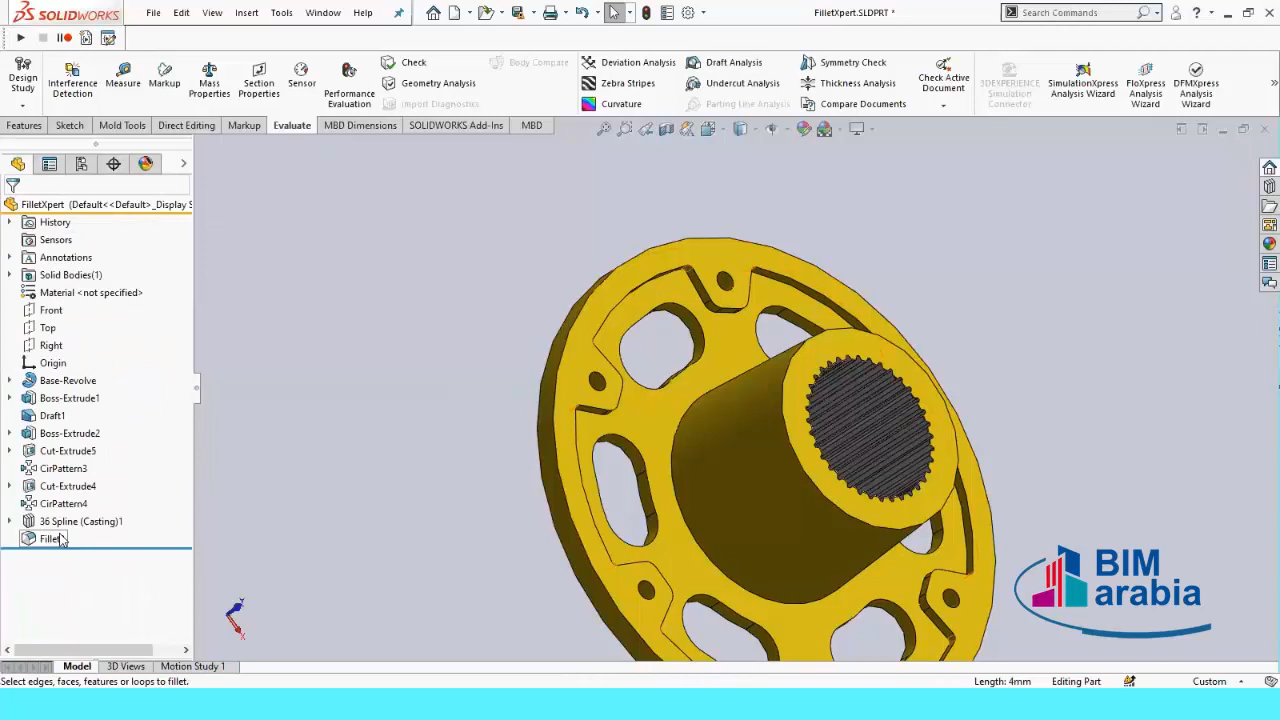 SOLIDWORKS File Edit View Insert Tools Window Help FilletXpert.SLDPRT * Search Commands
Design Study
Interference Detection
Measure
Markup
Mass Properties
Section Properties
Sensor
Performance Evaluation
Check
Geometry Analysis
Import Diagnostics
Body Compare
Deviation Analysis
Zebra Stripes
Curvature
Draft Analysis
Undercut Analysis
Parting Line Analysis
Symmetry Check
Thickness Analysis
Compare Documents
Check Active Document
3DEXPERIENCE Simulation Connector
SimulationXpress Analysis Wizard
FloXpress Analysis Wizard
DFMXpress Analysis Wizard
Features Sketch Mold Tools Direct Editing Markup Evaluate MBD Dimensions SOLIDWORKS Add-Ins MBD
FilletXpert (Default<<Default>_Display S
History
Sensors
Annotations
Solid Bodies(1)
Material <not specified>
Front
Top
Right
Origin
Base-Revolve
Boss-Extrude1
Draft1
Boss-Extrude2
Cut-Extrude5
CirPattern3
Cut-Extrude4
CirPattern4
36 Spline (Casting)1
BIM
arabia
Model 3D Views Motion Study 1
Select edges, faces, features or loops to fillet. Length: 4mm Editing Part Custom